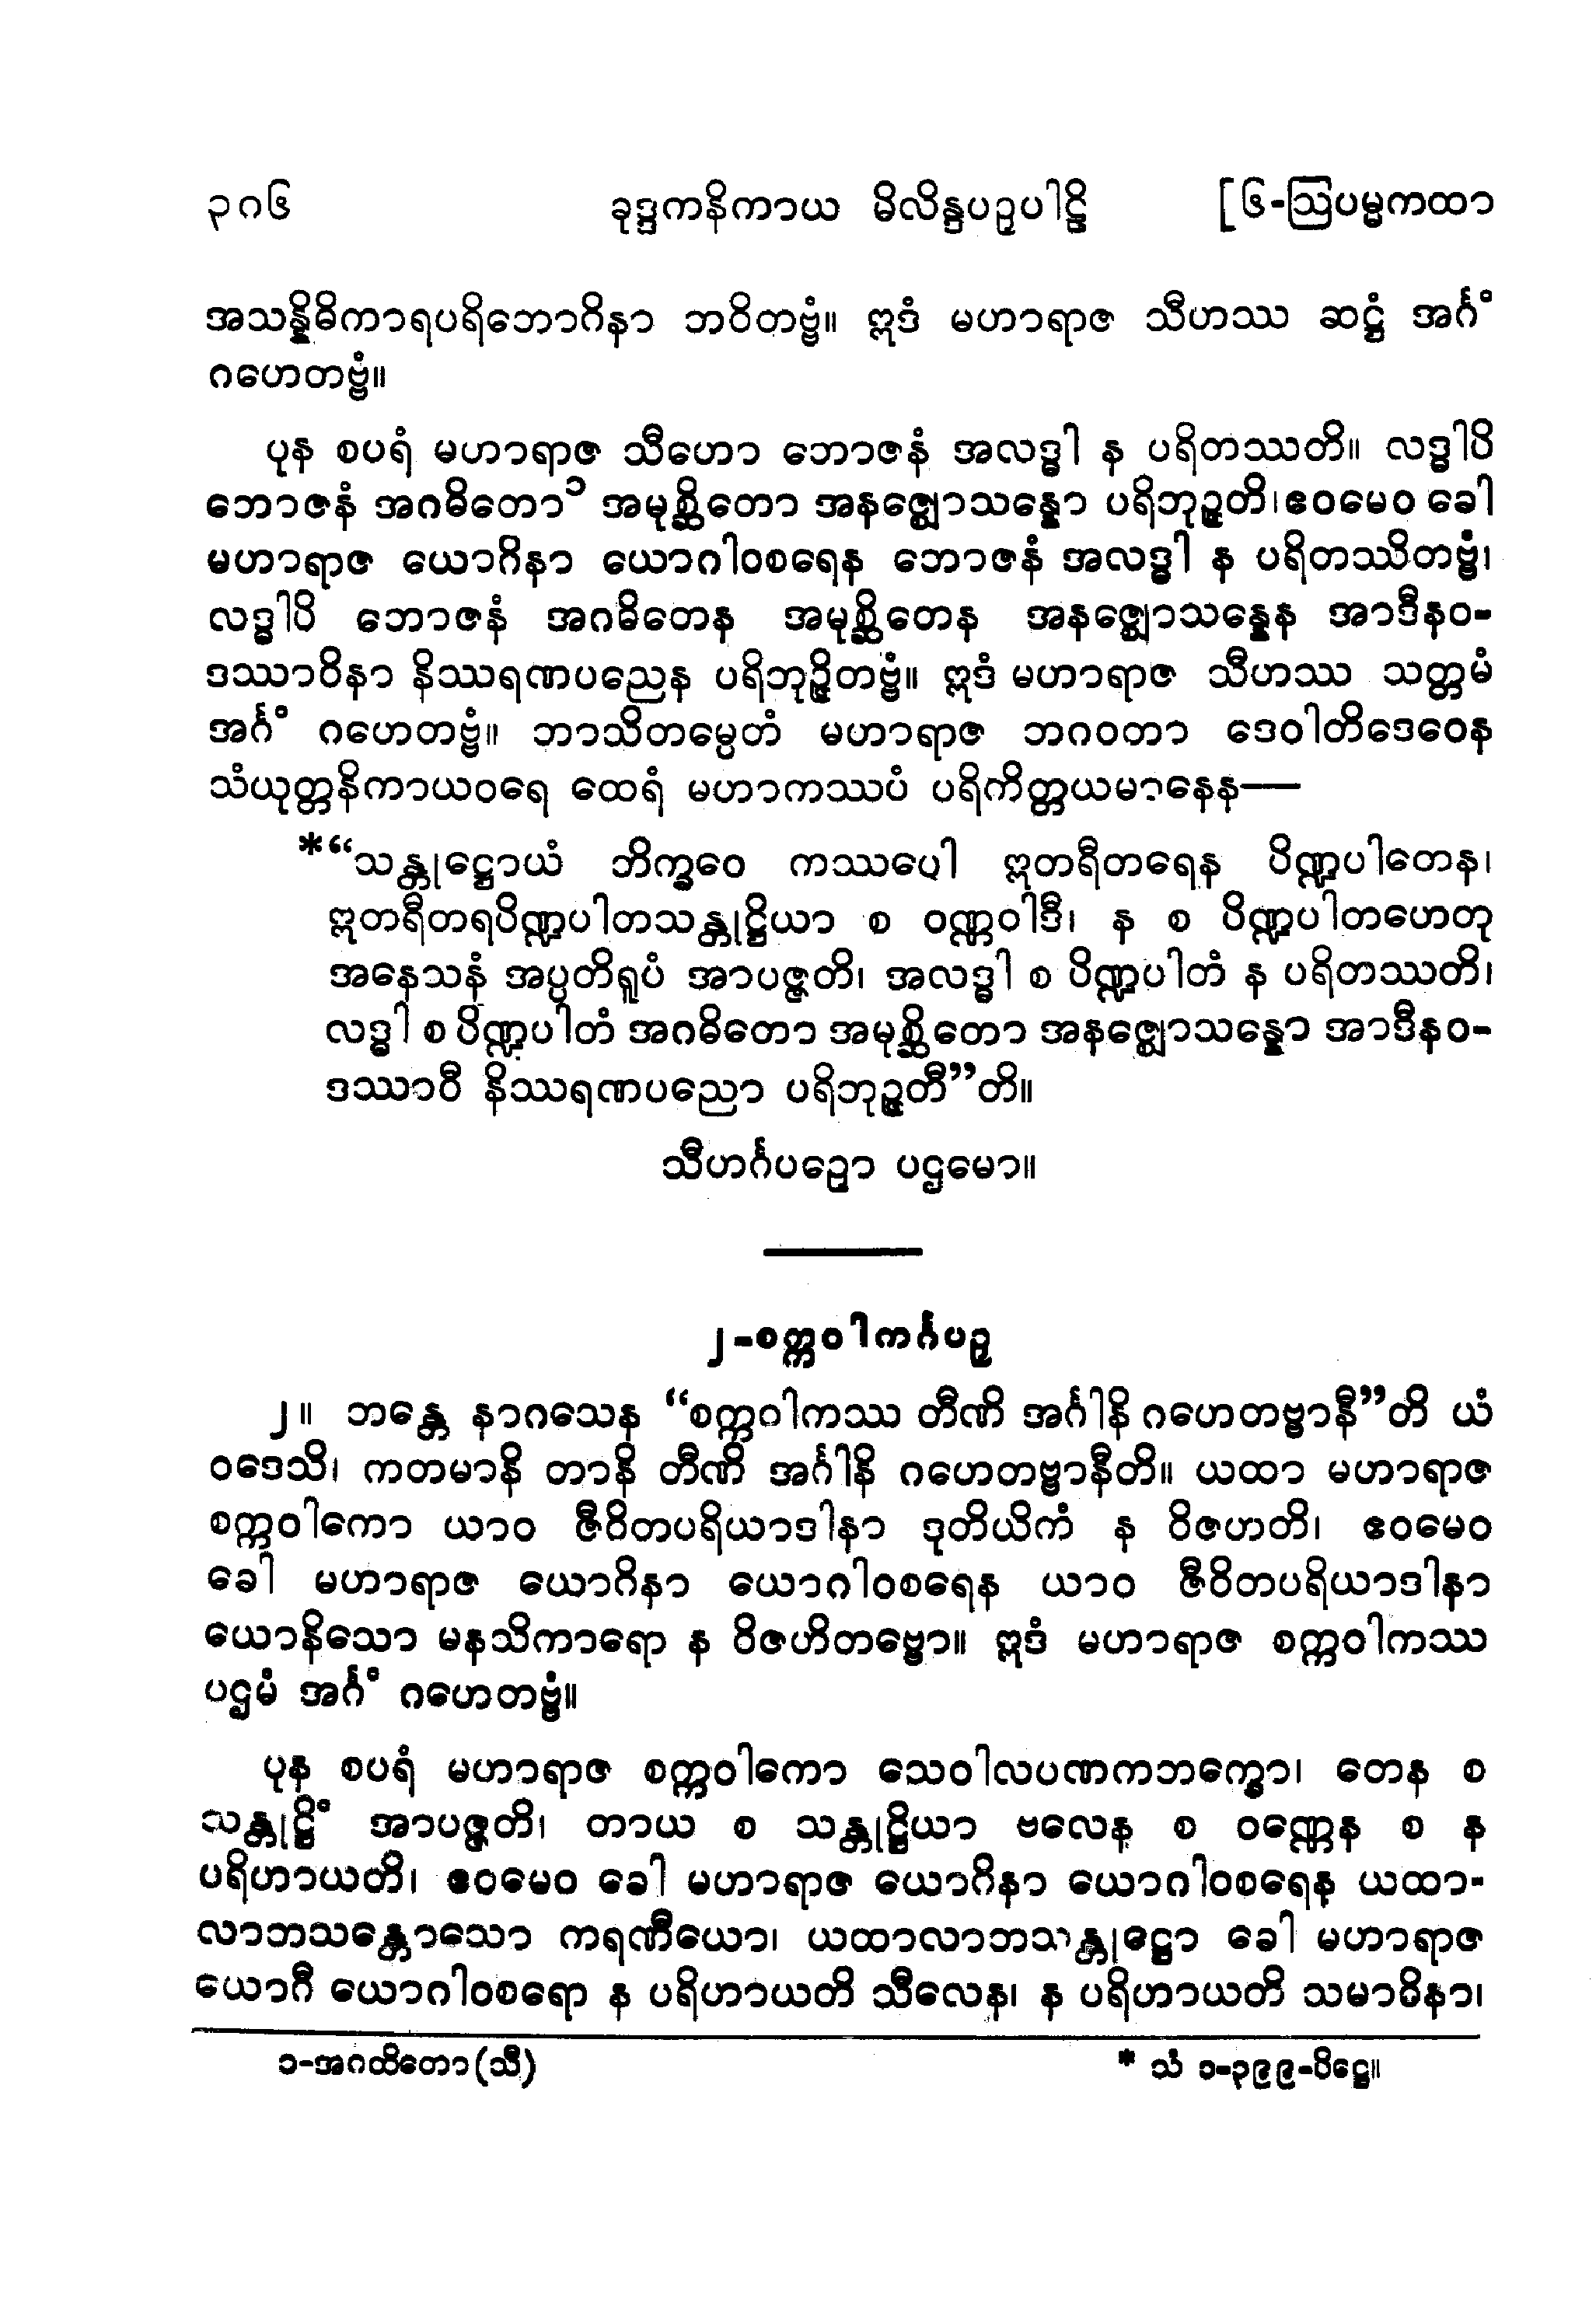 ၃၈၆ ခုဒ္ဒကနိကာယ မိလိန္ဒပဉှပါဠိ [၆-ဩပမ္မကထာ
အသန္နိဓိကာရပရိဘောဂိနာ ဘဝိတဗ္ဗံ။ ဣဒံ မဟာရာဇ သီဟဿ ဆဋ္ဌံ အင်္ဂံ
ဂဟေတဗ္ဗံ။
ပုန စပရံ မဟာရာဇ သီဟော ဘောဇနံ အလဒ္ဓါ န ပရိတဿတိ။ လဒ္ဓါပိ
ဘောဇနံ အဂဓိတော၁ အမုစ္ဆိတော အနဇ္ဈောသန္နော ပရိဘုဉ္ဇတိ၊ ဧဝမေဝ ခေါ
မဟာရာဇ ယောဂိနာ ယောဂါဝစရေန ဘောဇနံ အလဒ္ဓါ န ပရိတဿိတဗ္ဗံ၊
လဒ္ဓါပိ ဘောဇနံ အဂဓိတေန အမုစ္ဆိတေန အနဇ္ဈောသန္နေန အာဒီနဝ-
ဒဿာဝိနာ နိဿရဏပညေန ပရိဘုဉ္ဇိတဗ္ဗံ။ ဣဒံ မဟာရာဇ သီဟဿ သတ္တမံ
အင်္ဂံ ဂဟေတဗ္ဗံ။ ဘာသိတမ္ပေတံ မဟာရာဇ ဘဂဝတာ ဒေဝါတိဒေဝေန
သံယုတ္တနိကာယဝရေ ထေရံ မဟာကဿပံ ပရိကိတ္တယမာနေန—
*“သန္တုဋ္ဌောယံ ဘိက္ခဝေ ကဿပေါ ဣတရီတရေန ပိဏ္ဍပါတေန၊
ဣတရီတရပိဏ္ဍပါတသန္တုဋ္ဌိယာ စ ဝဏ္ဏဝါဒီ၊ န စ ပိဏ္ဍပါတဟေတု
အနေသနံ အပ္ပတိရူပံ အာပဇ္ဇတိ၊ အလဒ္ဓါ စ ပိဏ္ဍပါတံ န ပရိတဿတိ၊
လဒ္ဓါ စ ပိဏ္ဍပါတံ အဂဓိတော အမုစ္ဆိတော အနဇ္ဈောသန္နော အာဒီနဝ-
ဒဿာဝီ နိဿရဏပညော ပရိဘုဉ္ဇတီ”တိ။
သီဟင်္ဂပဉှော ပဌမော။
၂-စက္ကဝါကင်္ဂပဉှ
၂။ ဘန္တေ နာဂသေန “စက္ကဝါကဿ တီဏိ အင်္ဂါနိ ဂဟေတဗ္ဗာနီ”တိ ယံ
ဝဒေသိ၊ ကတမာနိ တာနိ တီဏိ အင်္ဂါနိ ဂဟေတဗ္ဗာနီတိ။ ယထာ မဟာရာဇ
စက္ကဝါကော ယာဝ ဇီဝိတပရိယာဒါနာ ဒုတိယိကံ န ဝိဇဟတိ၊ ဧဝမေဝ
ခေါ မဟာရာဇ ယောဂိနာ ယောဂါဝစရေန ယာဝ ဇီဝိတပရိယာဒါနာ
ယောနိသော မနသိကာရော န ဝိဇဟိတဗ္ဗော။ ဣဒံ မဟာရာဇ စက္ကဝါကဿ
ပဌမံ အင်္ဂံ ဂဟေတဗ္ဗံ။
ပုန စပရံ မဟာရာဇ စက္ကဝါကော သေဝါလပဏကဘက္ခော၊ တေန စ
သန္တုဋ္ဌိံ အာပဇ္ဇတိ၊ တာယ စ သန္တုဋ္ဌိယာ ဗလေန စ ဝဏ္ဏေန စ န
ပရိဟာယတိ၊ ဧဝမေဝ ခေါ မဟာရာဇ ယောဂိနာ ယောဂါဝစရေန ယထာ-
လာဘသန္တောသော ကရဏီယော၊ ယထာလာဘသန္တုဋ္ဌော ခေါ မဟာရာဇ
ယောဂီ ယောဂါဝစရော န ပရိဟာယတိ သီလေန၊ န ပရိဟာယတိ သမာဓိနာ၊
၁-အဂထိတော(သီ) * သံ ၁-၃၉၉-ပိဋ္ဌေ။